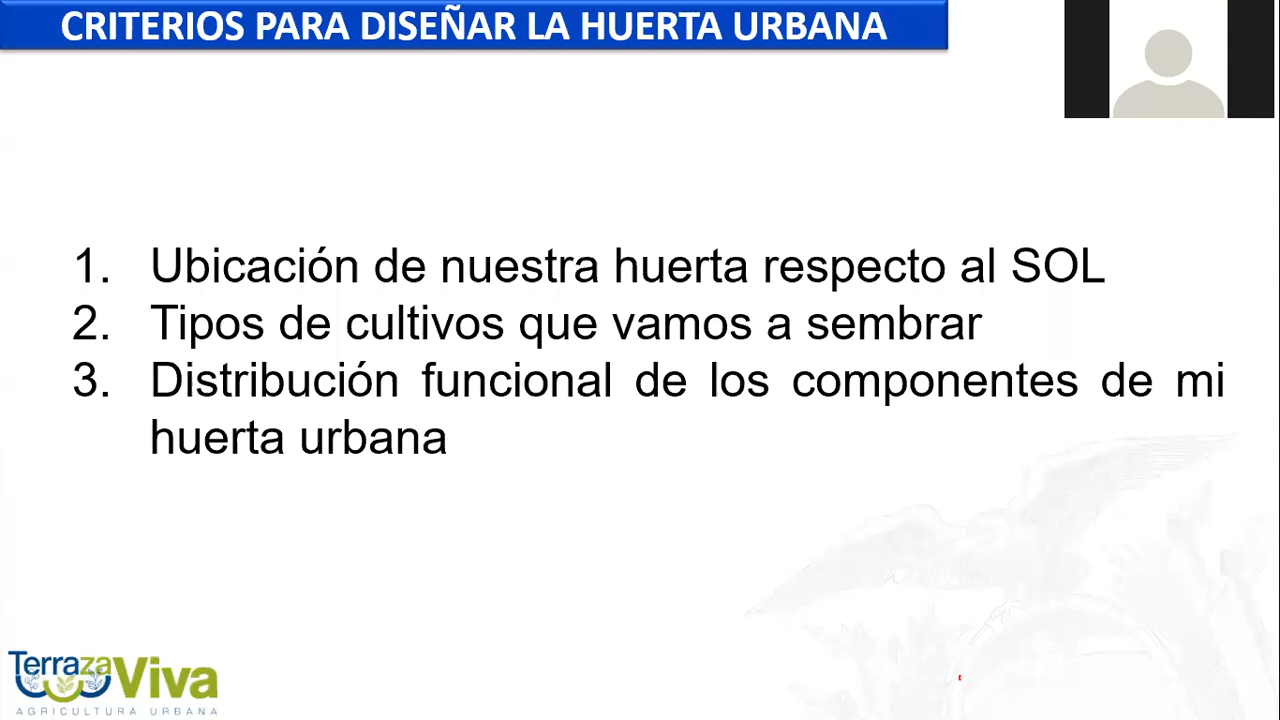 CRITERIOS PARA DISEÑAR LA HUERTA URBANA
1. Ubicación de nuestra huerta respecto al SOL
2. Tipos de cultivos que vamos a sembrar
3. Distribución funcional de los componentes de mi
huerta urbana
TerrazaViva
AGRICULTURA URBANA